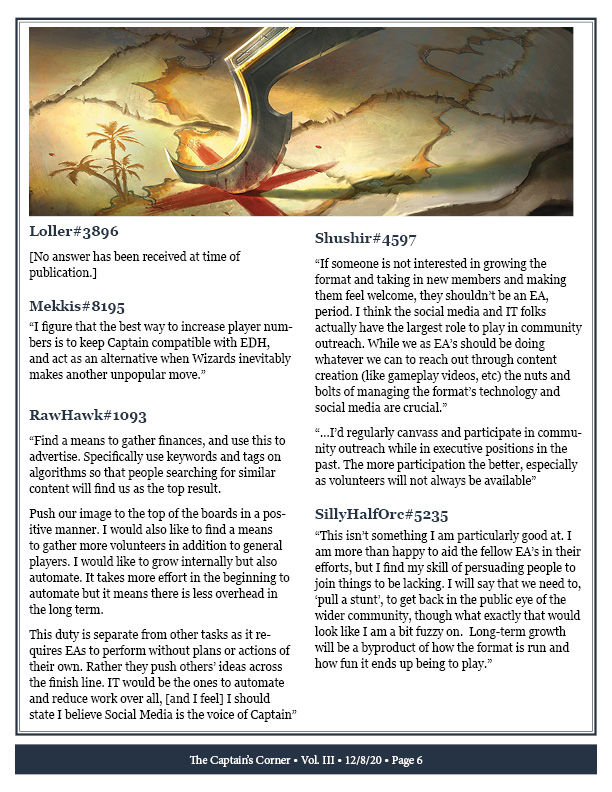 Loller#3896
[No answer has been received at time of
publication.]
Mekkis#8195
“I figure that the best way to increase player num-
bers is to keep Captain compatible with EDH,
and act as an alternative when Wizards inevitably
makes another unpopular move.”
RawHawk#1093
“Find a means to gather finances, and use this to
advertise. Specifically use keywords and tags on
algorithms so that people searching for similar
content will find us as the top result.
Push our image to the top of the boards in a pos-
itive manner. I would also like to find a means
to gather more volunteers in addition to general
players. I would like to grow internally but also
automate. It takes more effort in the beginning to
automate but it means there is less overhead in
the long term.
This duty is separate from other tasks as it re-
quires EAs to perform without plans or actions of
their own. Rather they push others’ ideas across
the finish line. IT would be the ones to automate
and reduce work over all, [and I feel] I should
state I believe Social Media is the voice of Captain”
Shushir#4597
“If someone is not interested in growing the
format and taking in new members and making
them feel welcome, they shouldn’t be an EA,
period. I think the social media and IT folks
actually have the largest role to play in community
outreach. While we as EA’s should be doing
whatever we can to reach out through content
creation (like gameplay videos, etc) the nuts and
bolts of managing the format’s technology and
social media are crucial.”
“…I’d regularly canvass and participate in commu-
nity outreach while in executive positions in the
past. The more participation the better, especially
as volunteers will not always be available”
SillyHalfOrc#5235
“This isn’t something I am particularly good at. I
am more than happy to aid the fellow EA’s in their
efforts, but I find my skill of persuading people to
join things to be lacking. I will say that we need to,
‘pull a stunt’, to get back in the public eye of the
wider community, though what exactly that would
look like I am a bit fuzzy on.  Long-term growth
will be a byproduct of how the format is run and
how fun it ends up being to play.”
The Captain’s Corner • Vol. III • 12/8/20 • Page 6